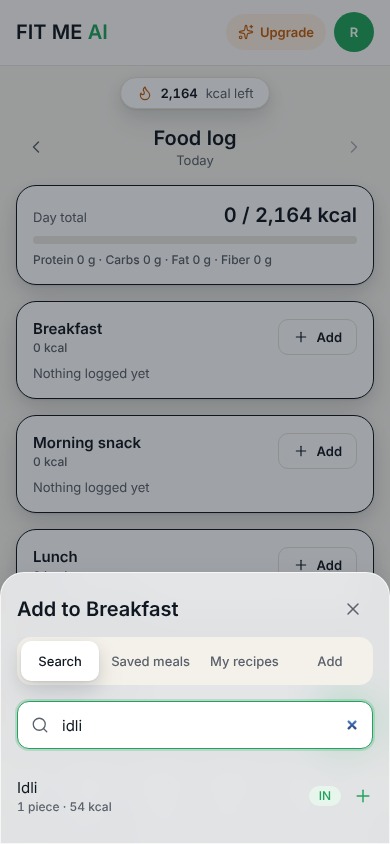 FIT ME AI
Upgrade
R
2,164 kcal left
Food log
Today
Day total
0 / 2,164 kcal
Protein 0 g · Carbs 0 g · Fat 0 g · Fiber 0 g
Breakfast
Add
0 kcal
Nothing logged yet
Morning snack
Add
0 kcal
Nothing logged yet
Lunch
Add
Add to Breakfast
Search
Saved meals
My recipes
Add
idli
Idli
1 piece · 54 kcal
IN